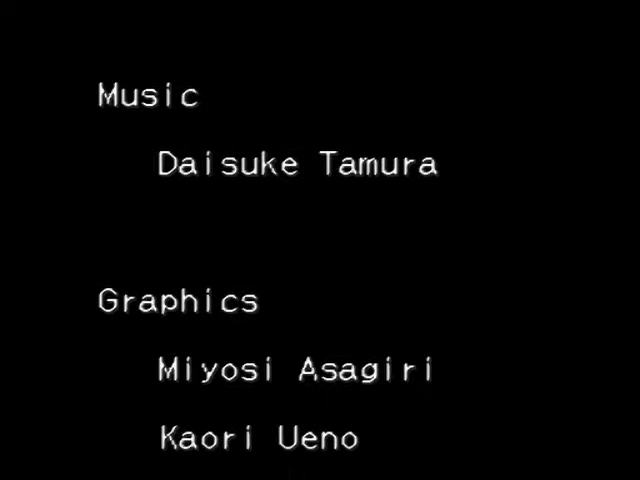 Music
Daisuke Tamura
Graphics
Miyosi Asagiri
Kaori Ueno